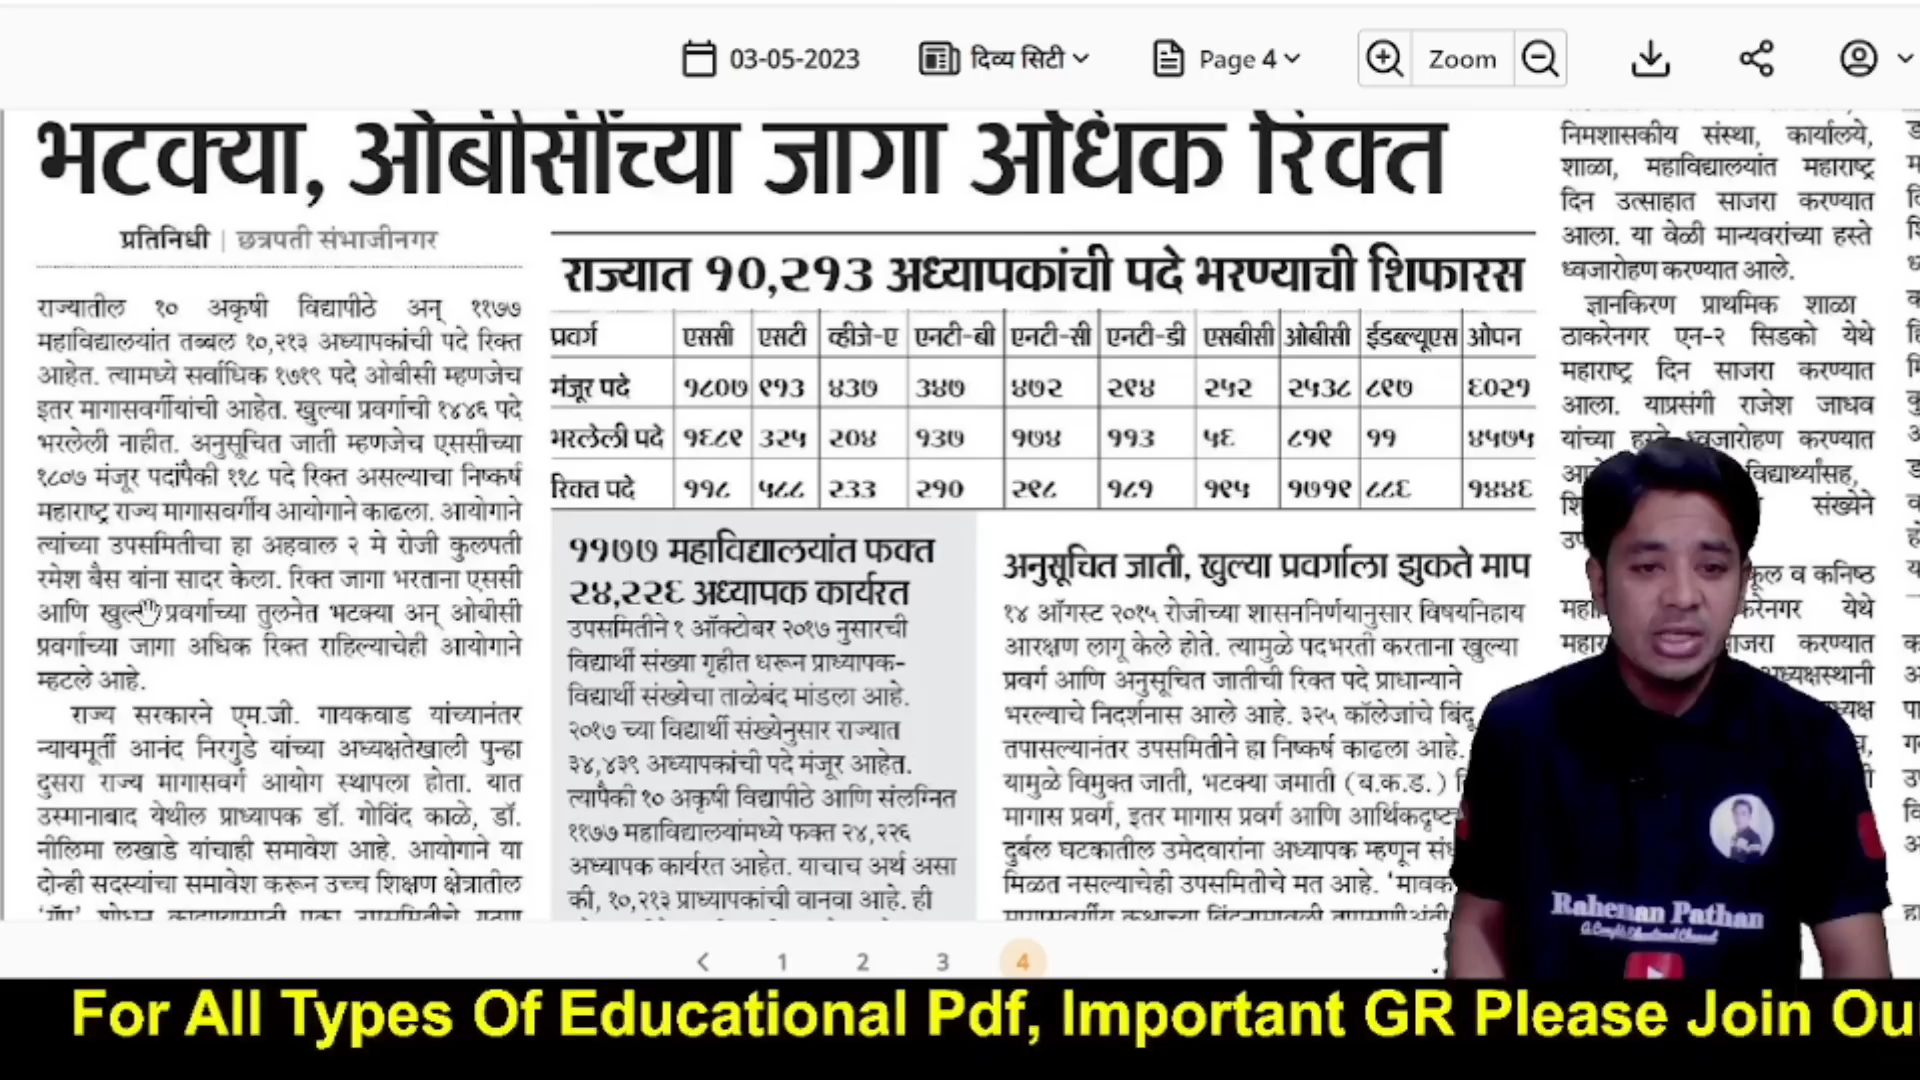 03-05-2023
दिव्य सिटी
Page 4
Zoom
भटक्या, ओबीसींच्या जागा अधिक रिक्त
प्रतिनिधी | छत्रपती संभाजीनगर
राज्यातील १० अकृषी विद्यापीठे अन् ११७७
महाविद्यालयांत तब्बल १०,२१३ अध्यापकांची पदे रिक्त
आहेत. त्यामध्ये सर्वाधिक १७१९ पदे ओबीसी म्हणजेच
इतर मागासवर्गीयांची आहेत. खुल्या प्रवर्गाची १४४६ पदे
भरलेली नाहीत. अनुसूचित जाती म्हणजेच एससीच्या
१८०७ मंजूर पदांपैकी ११८ पदे रिक्त असल्याचा निष्कर्ष
महाराष्ट्र राज्य मागासवर्गीय आयोगाने काढला. आयोगाने
त्यांच्या उपसमितीचा हा अहवाल २ मे रोजी कुलपती
रमेश बैस यांना सादर केला. रिक्त जागा भरताना एससी
आणि खुल्या प्रवर्गाच्या तुलनेत भटक्या अन् ओबीसी
प्रवर्गाच्या जागा अधिक रिक्त राहिल्याचेही आयोगाने
म्हटले आहे.
राज्य सरकारने एम.जी. गायकवाड यांच्यानंतर
न्यायमूर्ती आनंद निरगुडे यांच्या अध्यक्षतेखाली पुन्हा
दुसरा राज्य मागासवर्ग आयोग स्थापला होता. यात
उस्मानाबाद येथील प्राध्यापक डॉ. गोविंद काळे, डॉ.
नीलिमा लखाडे यांचाही समावेश आहे. आयोगाने या
दोन्ही सदस्यांचा समावेश करून उच्च शिक्षण क्षेत्रातील
राज्यात १०,२१३ अध्यापकांची पदे भरण्याची शिफारस
प्रवर्ग एससी एसटी व्हीजे-ए एनटी-बी एनटी-सी एनटी-डी एसबीसी ओबीसी ईडब्ल्यूएस ओपन
मंजूर पदे १८०७ ९१३ ४३७ ३४७ ४७२ २९४ २५२ २५३८ ८९७ ६०२१
भरलेली पदे १६८९ ३२५ २०४ १३७ १७४ ११३ ५६ ८१९ ११ ४५७५
रिक्त पदे ११८ ५८८ २३३ २१० २९८ १८१ १९५ १७१९ ८८६ १४४६
११७७ महाविद्यालयांत फक्त
२४,२२६ अध्यापक कार्यरत
उपसमितीने १ ऑक्टोबर २०१७ नुसारची
विद्यार्थी संख्या गृहीत धरून प्राध्यापक-
विद्यार्थी संख्येचा ताळेबंद मांडला आहे.
२०१७ च्या विद्यार्थी संख्येनुसार राज्यात
३४,४३९ अध्यापकांची पदे मंजूर आहेत.
त्यापैकी १० अकृषी विद्यापीठे आणि संलग्नित
११७७ महाविद्यालयांमध्ये फक्त २४,२२६
अध्यापक कार्यरत आहेत. याचाच अर्थ असा
की, १०,२१३ प्राध्यापकांची वानवा आहे. ही
अनुसूचित जाती, खुल्या प्रवर्गाला झुकते माप
१४ ऑगस्ट २०१५ रोजीच्या शासननिर्णयानुसार विषयनिहाय
आरक्षण लागू केले होते. त्यामुळे पदभरती करताना खुल्या
प्रवर्ग आणि अनुसूचित जातीची रिक्त पदे प्राधान्याने
भरल्याचे निदर्शनास आले आहे. ३२५ कॉलेजांचे बिंदू
तपासल्यानंतर उपसमितीने हा निष्कर्ष काढला आहे.
यामुळे विमुक्त जाती, भटक्या जमाती (ब.क.ड.)
मागास प्रवर्ग, इतर मागास प्रवर्ग आणि आर्थिकदृष्ट
दुर्बल घटकातील उमेदवारांना अध्यापक म्हणून
मिळत नसल्याचेही उपसमितीचे मत आहे.
निमशासकीय संस्था, कार्यालये,
शाळा, महाविद्यालयांत महाराष्ट्र
दिन उत्साहात साजरा करण्यात
आला. या वेळी मान्यवरांच्या हस्ते
ध्वजारोहण करण्यात आले.
ज्ञानकिरण प्राथमिक शाळा
ठाकरेनगर एन-२ सिडको येथे
महाराष्ट्र दिन साजरा करण्यात
आला. याप्रसंगी राजेश जाधव
यांच्या हस्ते ध्वजारोहण करण्यात
विद्यार्थ्यांसह,
संख्येने
व कनिष्ठ
येथे
करण्यात
Raheman Pathan
1 2 3 4
For All Types Of Educational Pdf, Important GR Please Join Ou